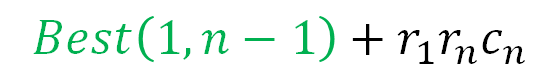 Best(1, n − 1) + r₁rₙcₙ